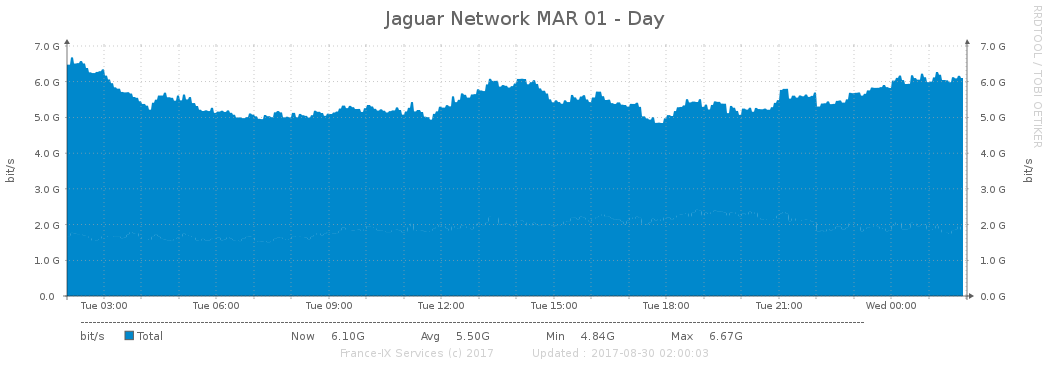 Jaguar Network MAR 01 - Day
RRDTOOL / TOBI OETIKER
bit/s
bit/s
7.0 G 7.0 G
6.0 G 6.0 G
5.0 G 5.0 G
4.0 G 4.0 G
3.0 G 3.0 G
2.0 G 2.0 G
1.0 G 1.0 G
0.0 0.0 G
Tue 03:00 Tue 06:00 Tue 09:00 Tue 12:00 Tue 15:00 Tue 18:00 Tue 21:00 Wed 00:00
bit/s Total Now 6.10G Avg 5.50G Min 4.84G Max 6.67G
France-IX Services (c) 2017 Updated : 2017-08-30 02:00:03